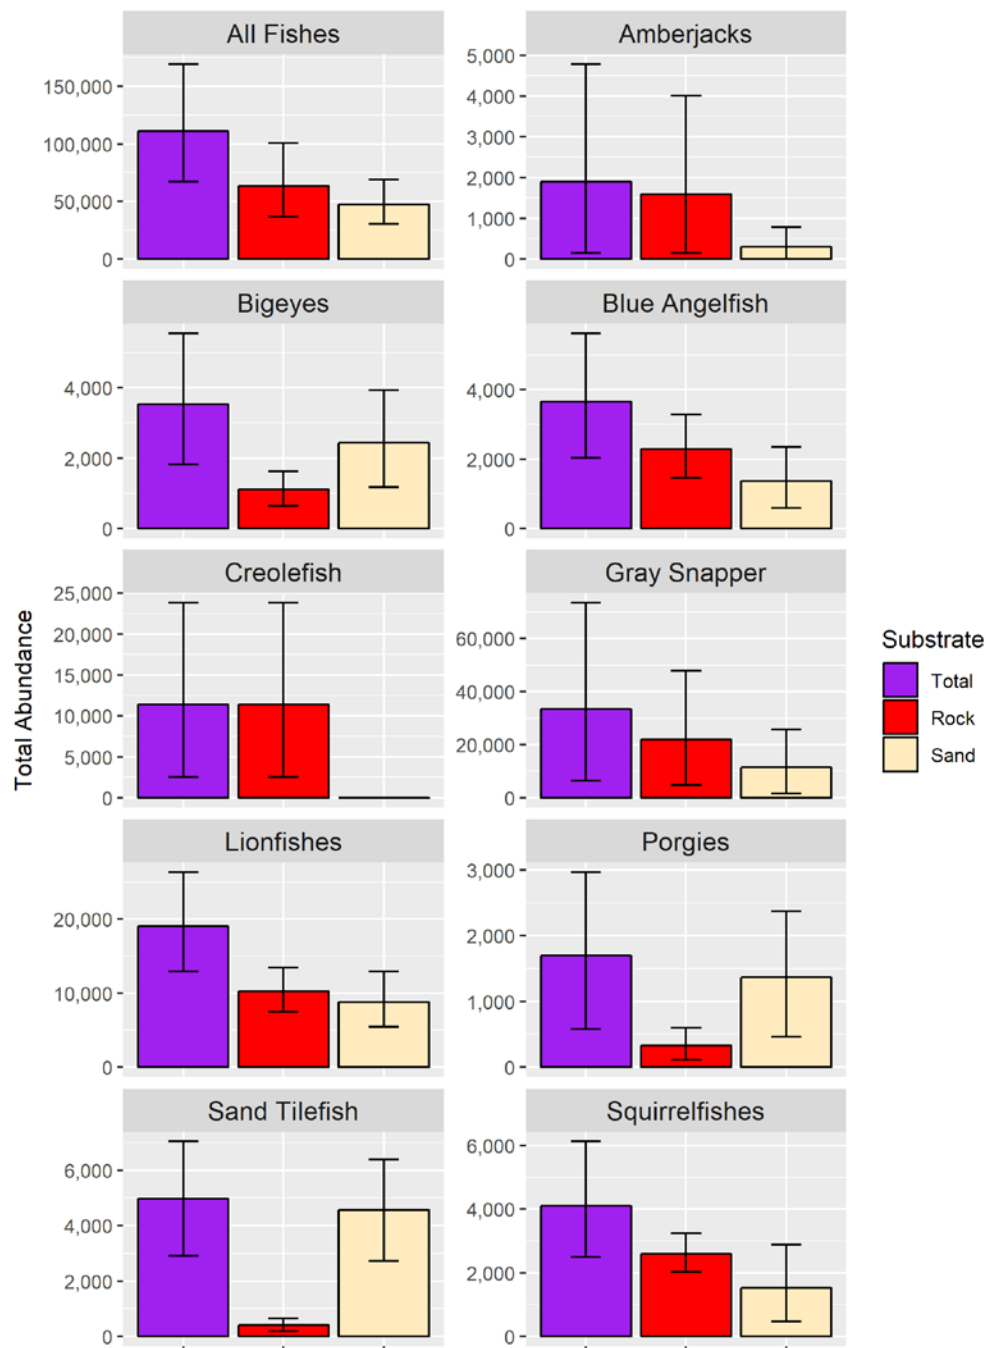 All Fishes
150,000
100,000
50,000
0
Amberjacks
5,000
4,000
3,000
2,000
1,000
0
Bigeyes
4,000
2,000
0
Blue Angelfish
4,000
2,000
0
Creolefish
25,000
20,000
15,000
10,000
5,000
0
Gray Snapper
60,000
40,000
20,000
0
Lionfishes
20,000
10,000
0
Porgies
3,000
2,000
1,000
0
Sand Tilefish
6,000
4,000
2,000
0
Squirrelfishes
6,000
4,000
2,000
0
Total Abundance
Substrate
Total
Rock
Sand